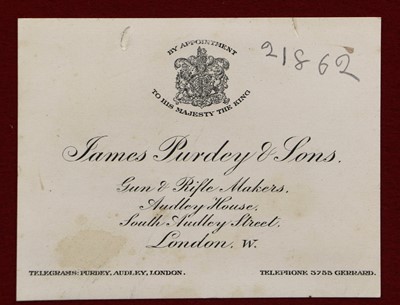 BY APPOINTMENT
TO HIS MAJESTY THE KING
21862
James Purdey & Sons.
Gun & Rifle Makers,
Audley House,
South Audley Street,
London. W.
TELEGRAMS: PURDEY, AUDLEY, LONDON.
TELEPHONE 3755 GERRARD.